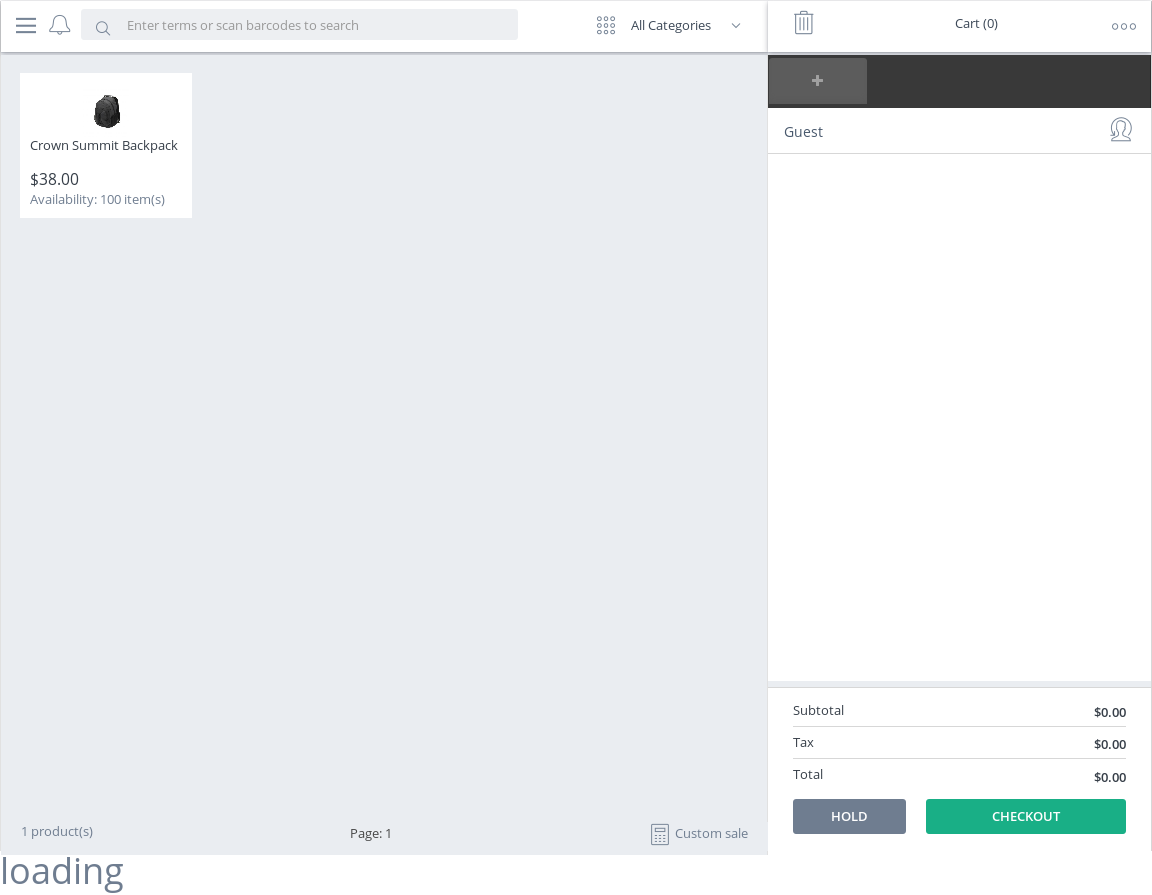 Enter terms or scan barcodes to search
All Categories
Cart (0)
+
Guest
Crown Summit Backpack
$38.00
Availability: 100 item(s)
Subtotal $0.00
Tax $0.00
Total $0.00
HOLD CHECKOUT
1 product(s) Page: 1 Custom sale
loading